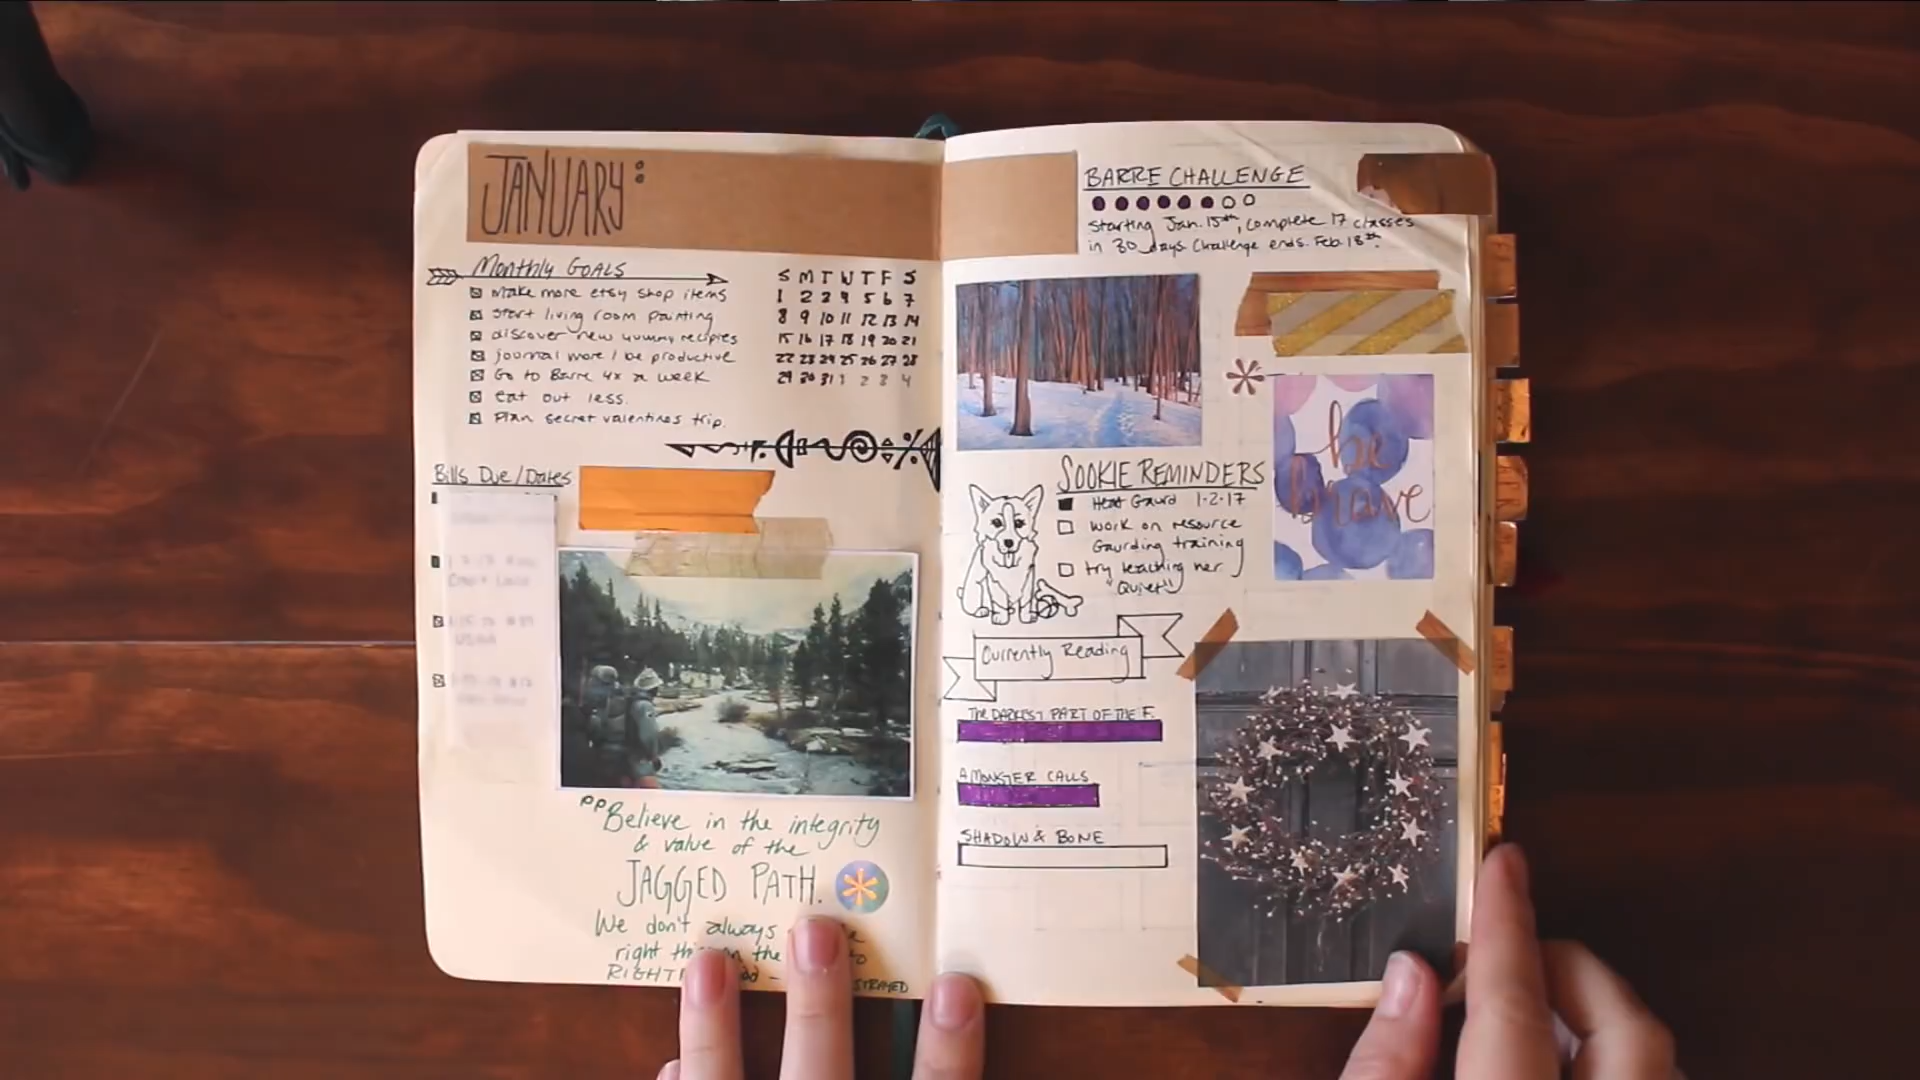 JANUARY:
Monthly GOALS
make more etsy shop items
start living room painting
discover new yummy recipies
journal more / be productive
Go to Barre 4x a week
eat out less.
Plan secret valentines trip.
S M T W T F S
1 2 3 4 5 6 7
8 9 10 11 12 13 14
15 16 17 18 19 20 21
22 23 24 25 26 27 28
29 30 31 1 2 3 4
Bills Due/Dates
Believe in the integrity
& value of the
JAGGED PATH.
We don't always
right the
STRAYED
BARRE CHALLENGE
starting Jan. 15th, complete 17 classes
in 30 days. Challenge ends. Feb. 18th.
be
brave
SOOKIE REMINDERS
Heat Gaurd 1-2-17
work on resource
Gaurding training
try teaching her
"Quiet"
Currently Reading
The DARKEST PART OF THE F.
A MONSTER CALLS
SHADOW & BONE